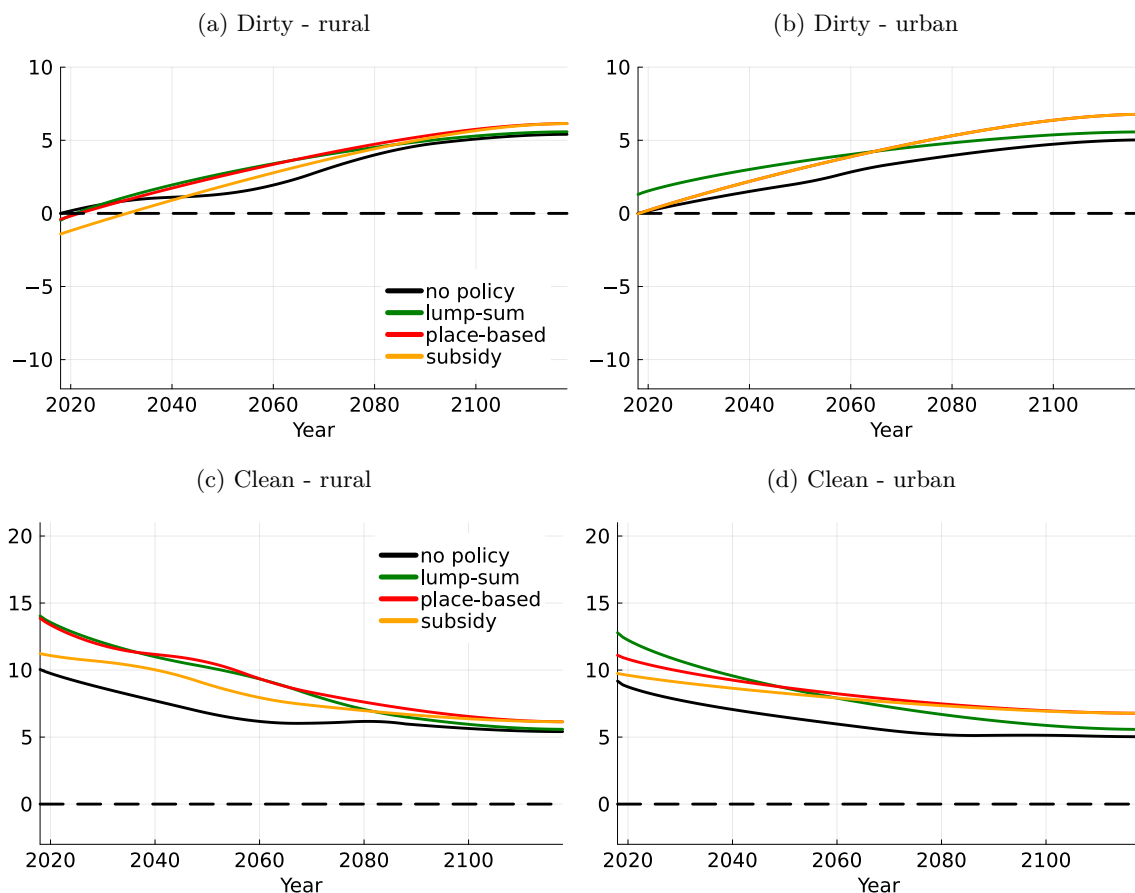 (a) Dirty - rural
10
5
0
−5
−10
no policy
lump-sum
place-based
subsidy
2020 2040 2060 2080 2100
Year
(b) Dirty - urban
10
5
0
−5
−10
2020 2040 2060 2080 2100
Year
(c) Clean - rural
20
15
10
5
0
no policy
lump-sum
place-based
subsidy
2020 2040 2060 2080 2100
Year
(d) Clean - urban
20
15
10
5
0
2020 2040 2060 2080 2100
Year